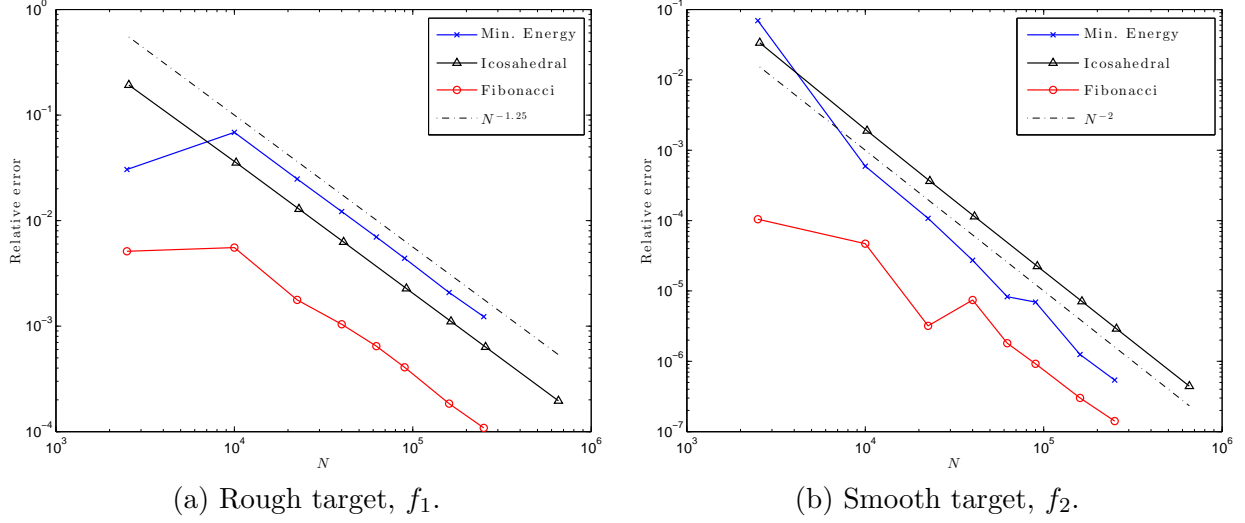 10^0
10^-1
10^-2
10^-3
10^-4
Relative error
10^3
10^4
10^5
10^6
N
Min. Energy
Icosahedral
Fibonacci
N^-1.25
(a) Rough target, f_1.
10^-1
10^-2
10^-3
10^-4
10^-5
10^-6
10^-7
Relative error
10^3
10^4
10^5
10^6
N
Min. Energy
Icosahedral
Fibonacci
N^-2
(b) Smooth target, f_2.